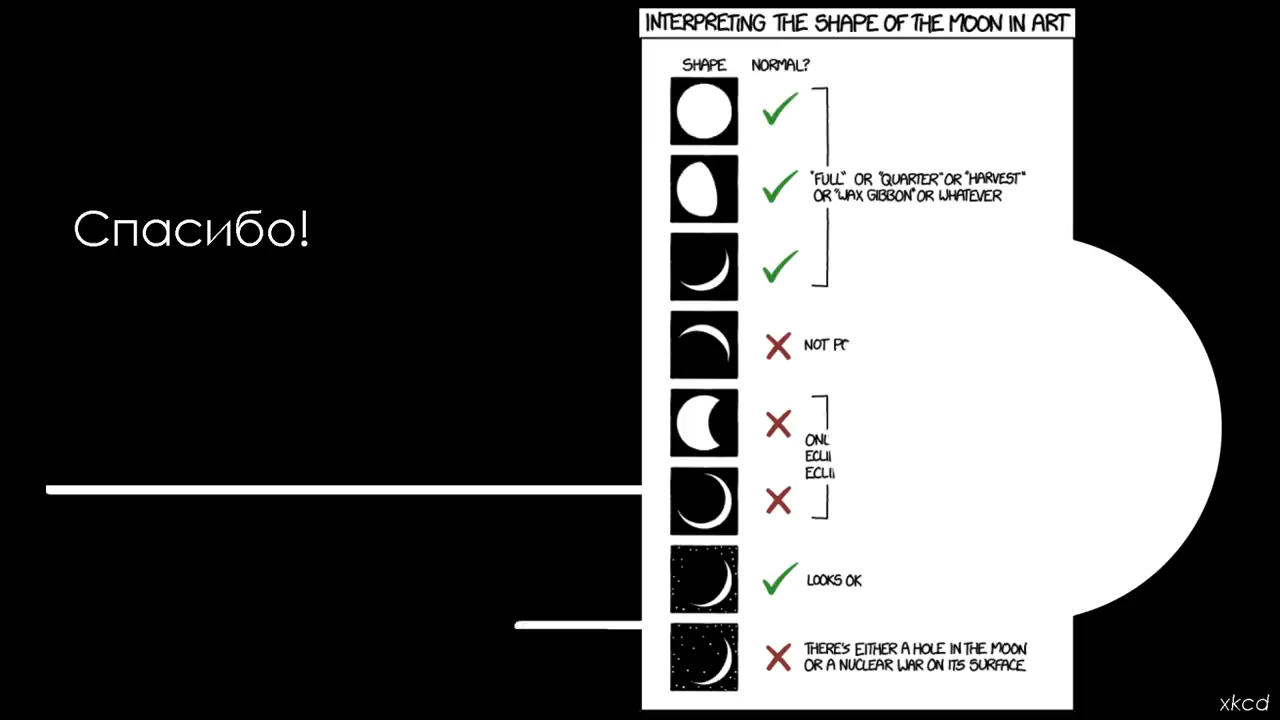 INTERPRETING THE SHAPE OF THE MOON IN ART
SHAPE NORMAL?
"FULL" OR "QUARTER" OR "HARVEST"
OR "WAX GIBBON" OR WHATEVER
Спасибо!
NOT
LOOKS OK
THERE'S EITHER A HOLE IN THE MOON
OR A NUCLEAR WAR ON ITS SURFACE
xkcd